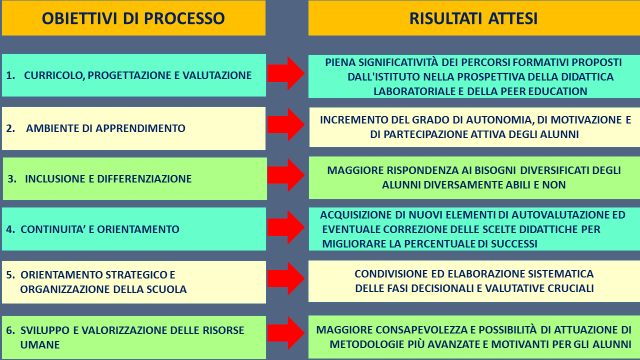 OBIETTIVI DI PROCESSO
RISULTATI ATTESI
1. CURRICOLO, PROGETTAZIONE E VALUTAZIONE
PIENA SIGNIFICATIVITÀ DEI PERCORSI FORMATIVI PROPOSTI
DALL'ISTITUTO NELLA PROSPETTIVA DELLA DIDATTICA
LABORATORIALE E DELLA PEER EDUCATION
2. AMBIENTE DI APPRENDIMENTO
INCREMENTO DEL GRADO DI AUTONOMIA, DI MOTIVAZIONE E
DI PARTECIPAZIONE ATTIVA DEGLI ALUNNI
3. INCLUSIONE E DIFFERENZIAZIONE
MAGGIORE RISPONDENZA AI BISOGNI DIVERSIFICATI DEGLI
ALUNNI DIVERSAMENTE ABILI E NON
4. CONTINUITA' E ORIENTAMENTO
ACQUISIZIONE DI NUOVI ELEMENTI DI AUTOVALUTAZIONE ED
EVENTUALE CORREZIONE DELLE SCELTE DIDATTICHE PER
MIGLIORARE LA PERCENTUALE DI SUCCESSI
5. ORIENTAMENTO STRATEGICO E
ORGANIZZAZIONE DELLA SCUOLA
CONDIVISIONE ED ELABORAZIONE SISTEMATICA
DELLE FASI DECISIONALI E VALUTATIVE CRUCIALI
6. SVILUPPO E VALORIZZAZIONE DELLE RISORSE
UMANE
MAGGIORE CONSAPEVOLEZZA E POSSIBILITÀ DI ATTUAZIONE DI
METODOLOGIE PIÙ AVANZATE E MOTIVANTI PER GLI ALUNNI